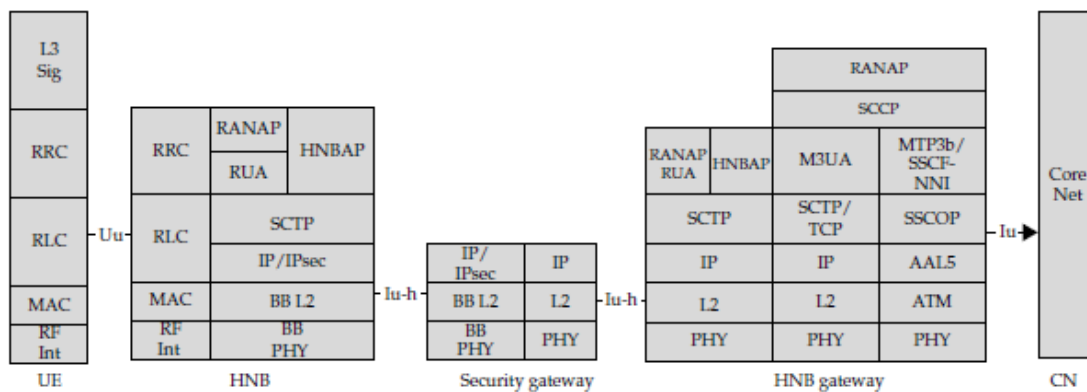 L3
Sig
RRC
RLC
MAC
RF
Int
UE
Uu
RRC
RANAP
RUA
HNBAP
RLC
SCTP
IP/IPsec
MAC
BB L2
RF
Int
BB
PHY
HNB
Iu-h
IP/
IPsec
IP
BB L2
L2
BB
PHY
PHY
Security gateway
Iu-h
RANAP
SCCP
RANAP
RUA
HNBAP
M3UA
MTP3b/
SSCF-
NNI
SCTP
SCTP/
TCP
SSCOP
IP
IP
AAL5
L2
L2
ATM
PHY
PHY
PHY
HNB gateway
Iu
Core
Net
CN